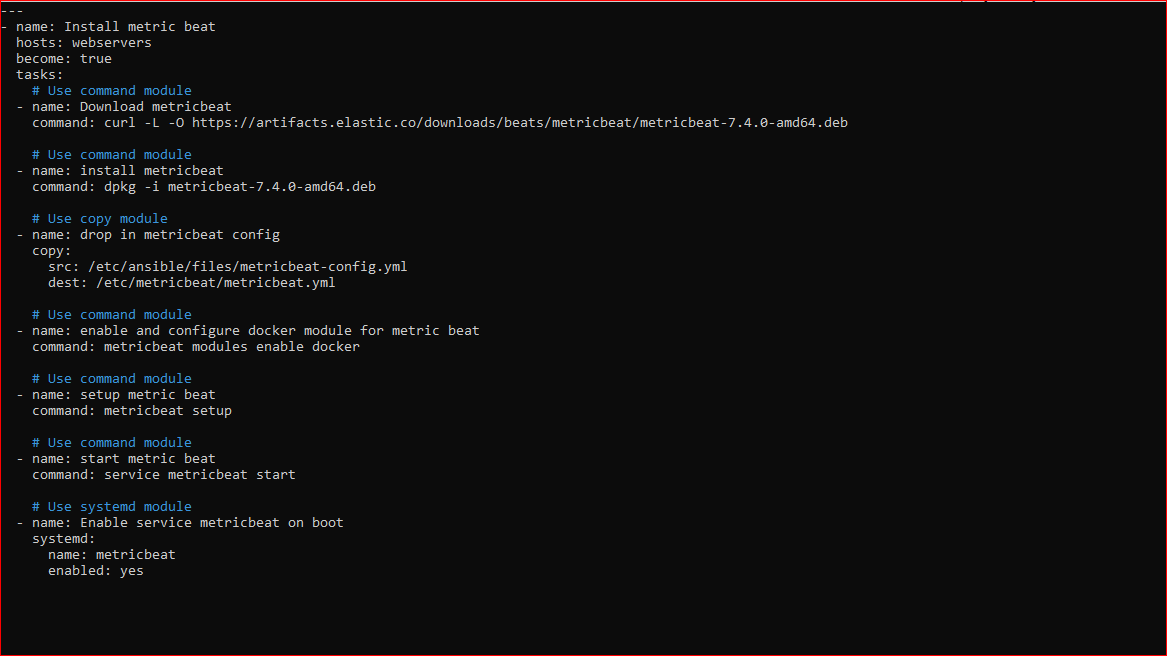 ---
- name: Install metric beat
  hosts: webservers
  become: true
  tasks:
    # Use command module
  - name: Download metricbeat
    command: curl -L -O https://artifacts.elastic.co/downloads/beats/metricbeat/metricbeat-7.4.0-amd64.deb

    # Use command module
  - name: install metricbeat
    command: dpkg -i metricbeat-7.4.0-amd64.deb

    # Use copy module
  - name: drop in metricbeat config
    copy:
      src: /etc/ansible/files/metricbeat-config.yml
      dest: /etc/metricbeat/metricbeat.yml

    # Use command module
  - name: enable and configure docker module for metric beat
    command: metricbeat modules enable docker

    # Use command module
  - name: setup metric beat
    command: metricbeat setup

    # Use command module
  - name: start metric beat
    command: service metricbeat start

    # Use systemd module
  - name: Enable service metricbeat on boot
    systemd:
      name: metricbeat
      enabled: yes